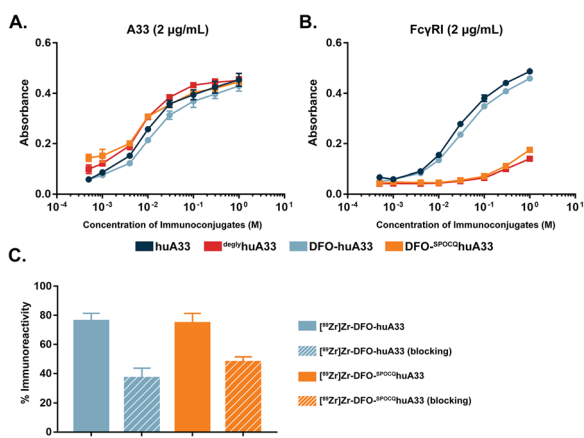 A.
A33 (2 μg/mL)
Absorbance
0.6
0.4
0.2
0.0
10⁻⁴ 10⁻³ 10⁻² 10⁻¹ 10⁰ 10¹
Concentration of Immunoconjugates (M)
B.
FcγRI (2 μg/mL)
Absorbance
0.6
0.4
0.2
0.0
10⁻⁴ 10⁻³ 10⁻² 10⁻¹ 10⁰ 10¹
Concentration of Immunoconjugates (M)
huA33 deglyhuA33 DFO-huA33 DFO-SPOCQhuA33
C.
% Immunoreactivity
100
80
60
40
20
0
[⁸⁹Zr]Zr-DFO-huA33
[⁸⁹Zr]Zr-DFO-huA33 (blocking)
[⁸⁹Zr]Zr-DFO-SPOCQhuA33
[⁸⁹Zr]Zr-DFO-SPOCQhuA33 (blocking)